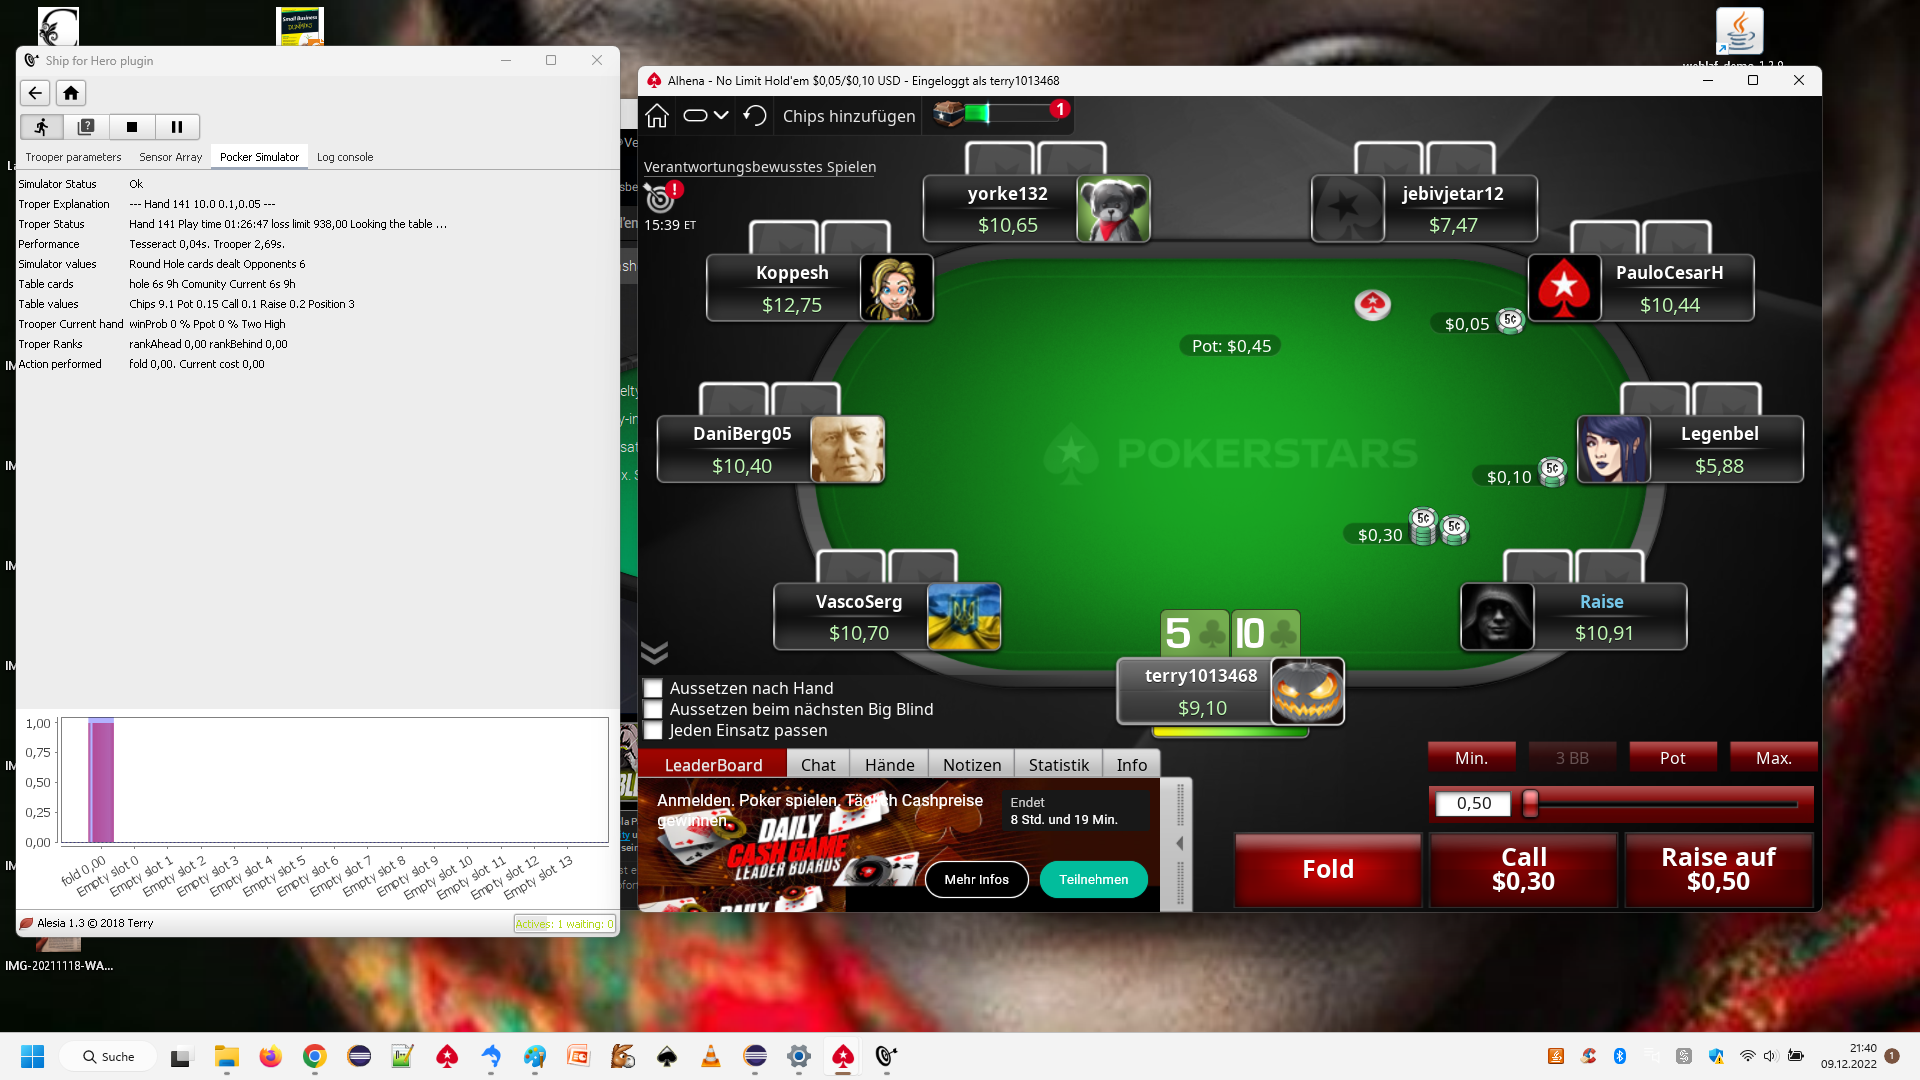 Ship for Hero plugin
Trooper parameters
Sensor Array
Pocker Simulator
Log console
Simulator Status Ok
Troper Explanation --- Hand 141 10.0 0.1,0.05 ---
Troper Status Hand 141 Play time 01:26:47 loss limit 938,00 Looking the table ...
Performance Tesseract 0,04s. Trooper 2,69s.
Simulator values Round Hole cards dealt Opponents 6
Table cards hole 6s 9h Comunity Current 6s 9h
Table values Chips 9.1 Pot 0.15 Call 0.1 Raise 0.2 Position 3
Trooper Current hand winProb 0 % Ppot 0 % Two High
Troper Ranks rankAhead 0,00 rankBehind 0,00
Action performed fold 0,00. Current cost 0,00
1,00
0,75
0,50
0,25
0,00
fold 0,00
Empty slot 0
Empty slot 1
Empty slot 2
Empty slot 3
Empty slot 4
Empty slot 5
Empty slot 6
Empty slot 7
Empty slot 8
Empty slot 9
Empty slot 10
Empty slot 11
Empty slot 12
Empty slot 13
Alesia 1.3 © 2018 Terry
Actives: 1 waiting: 0
IMG-20211118-WA...
Small Business
DUMMIES
Alhena - No Limit Hold'em $0,05/$0,10 USD - Eingeloggt als terry1013468
Chips hinzufügen
1
Verantwortungsbewusstes Spielen
!
15:39 ET
yorke132
$10,65
jebivjetar12
$7,47
Koppesh
$12,75
PauloCesarH
$10,44
$0,05
5¢
Pot: $0,45
DaniBerg05
$10,40
POKERSTARS
Legenbel
$5,88
$0,10
5¢
$0,30
5¢ 5¢
VascoSerg
$10,70
Raise
$10,91
5 10
terry1013468
$9,10
Aussetzen nach Hand
Aussetzen beim nächsten Big Blind
Jeden Einsatz passen
LeaderBoard
Chat
Hände
Notizen
Statistik
Info
Anmelden. Poker spielen. Täglich Cashpreise
gewinnen.
Endet
8 Std. und 19 Min.
DAILY
CASH GAME
LEADER BOARDS
DAILY
Mehr Infos
Teilnehmen
Min.
3 BB
Pot
Max.
0,50
Fold
Call
$0,30
Raise auf
$0,50
Suche
21:40
09.12.2022
1